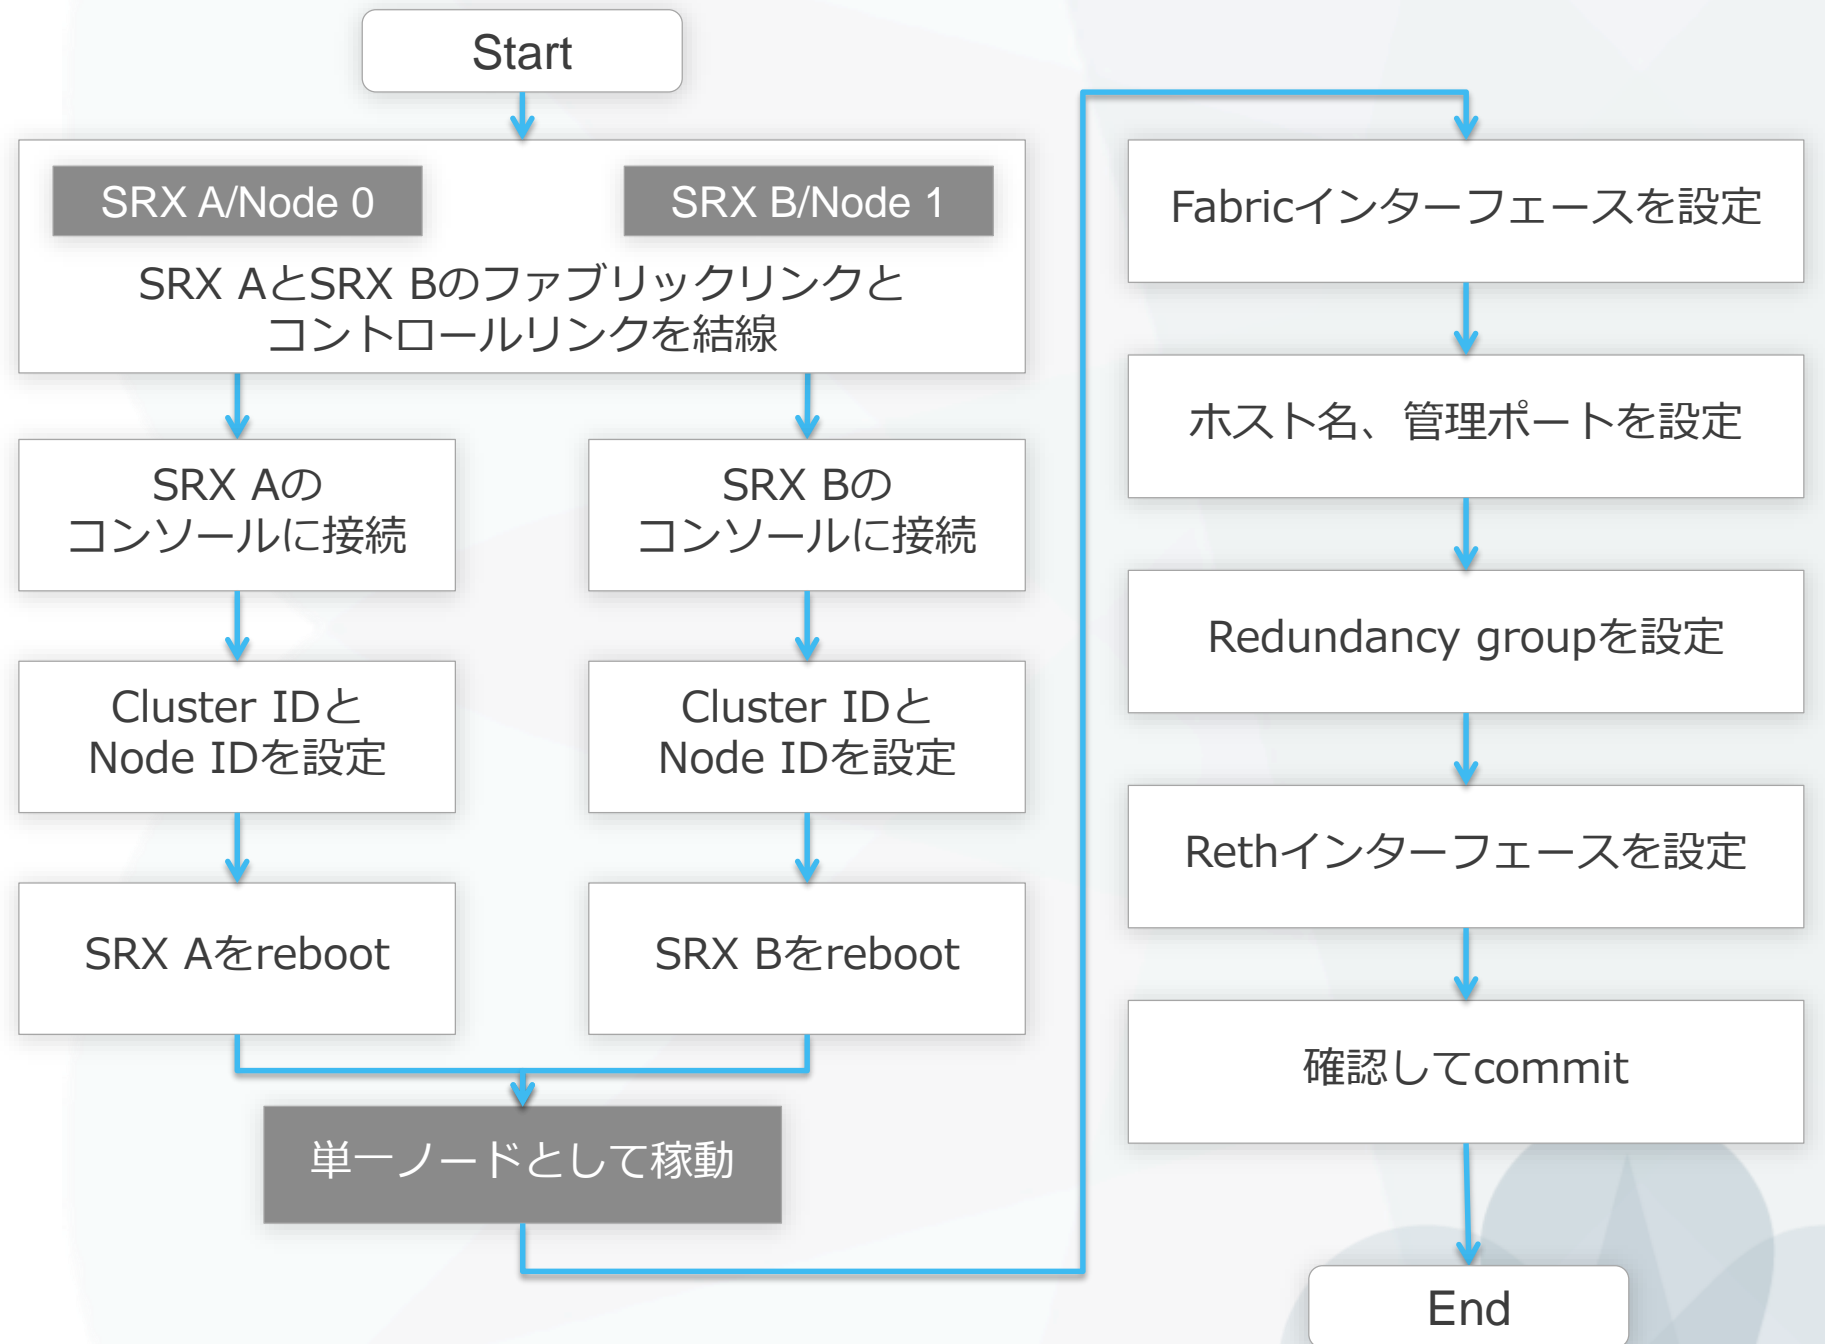 Start
SRX A/Node 0
SRX B/Node 1
SRX AとSRX Bのファブリックリンクと
コントロールリンクを結線
SRX Aの
コンソールに接続
SRX Bの
コンソールに接続
Cluster IDと
Node IDを設定
Cluster IDと
Node IDを設定
SRX Aをreboot
SRX Bをreboot
単一ノードとして稼動
Fabricインターフェースを設定
ホスト名、管理ポートを設定
Redundancy groupを設定
Rethインターフェースを設定
確認してcommit
End